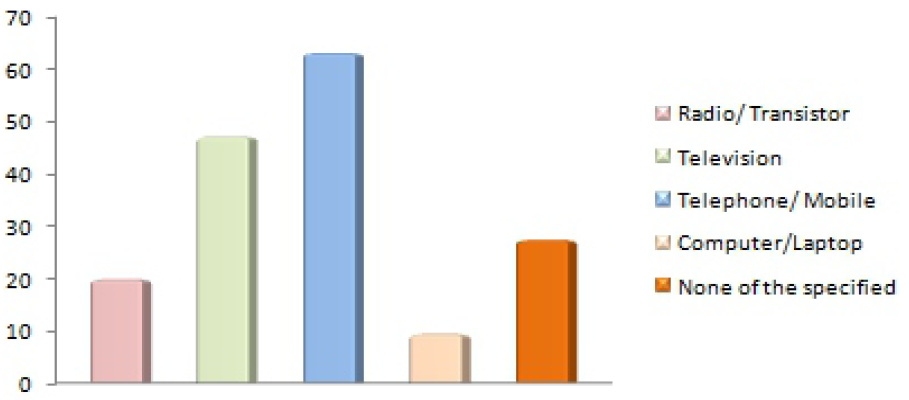 70
60
50
40
30
20
10
0
Radio/ Transistor
Television
Telephone/ Mobile
Computer/Laptop
None of the specified